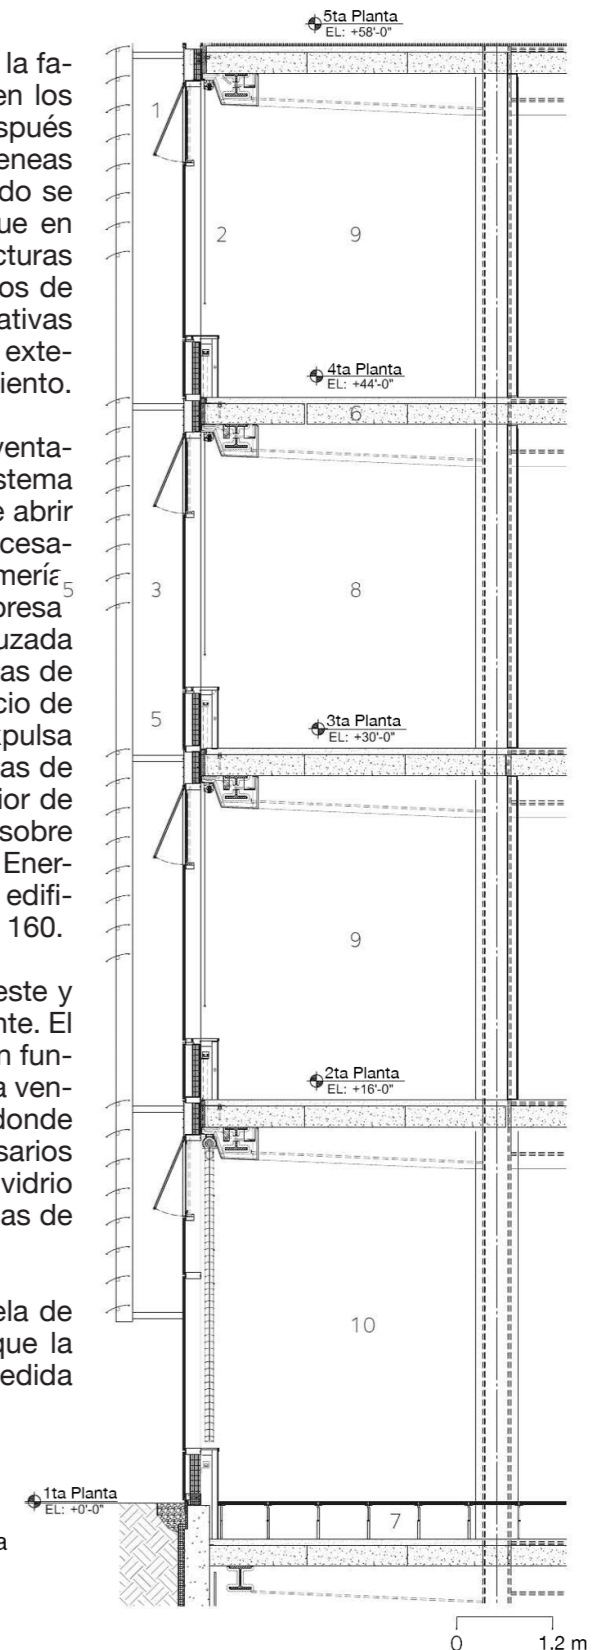 la fa-
en los
spués
eneas
do se
ue en
cturas
os de
ativas
exte-
iento.
venta-
istema
e abrir
cesa-
mería
presa
uzada
as de
cio de
xpulsa
as de
ior de
sobre
Ener-
edifi-
160.
este y
nte. El
n fun-
a ven-
donde
sarios
vidrio
as de
ela de
que la
edida
a
5ta Planta
EL: +58'-0"
1
2
9
4ta Planta
EL: +44'-0"
6
5
3
8
5
3ta Planta
EL: +30'-0"
9
2ta Planta
EL: +16'-0"
10
1ta Planta
EL: +0'-0"
7
0 1,2 m